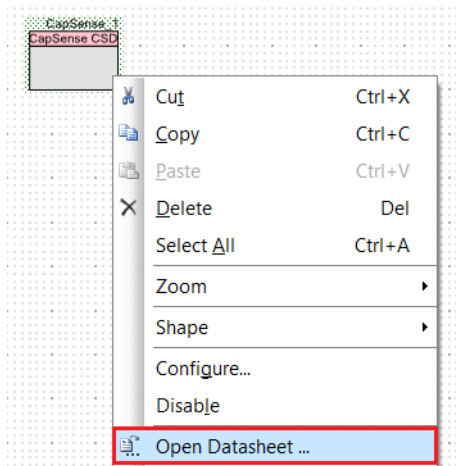 CapSense_1
CapSense CSD
Cut Ctrl+X
Copy Ctrl+C
Paste Ctrl+V
Delete Del
Select All Ctrl+A
Zoom
Shape
Configure...
Disable
Open Datasheet ...